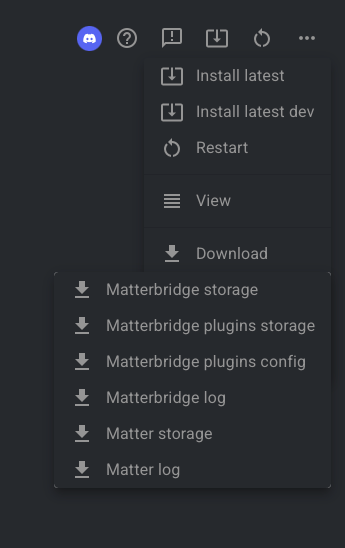 Install latest
Install latest dev
Restart
View
Download
Matterbridge storage
Matterbridge plugins storage
Matterbridge plugins config
Matterbridge log
Matter storage
Matter log